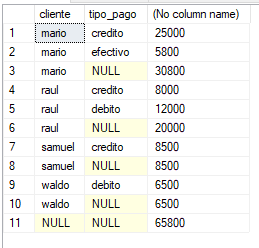 cliente tipo_pago (No column name)
1 mario credito 25000
2 mario efectivo 5800
3 mario NULL 30800
4 raul credito 8000
5 raul debito 12000
6 raul NULL 20000
7 samuel credito 8500
8 samuel NULL 8500
9 waldo debito 6500
10 waldo NULL 6500
11 NULL NULL 65800